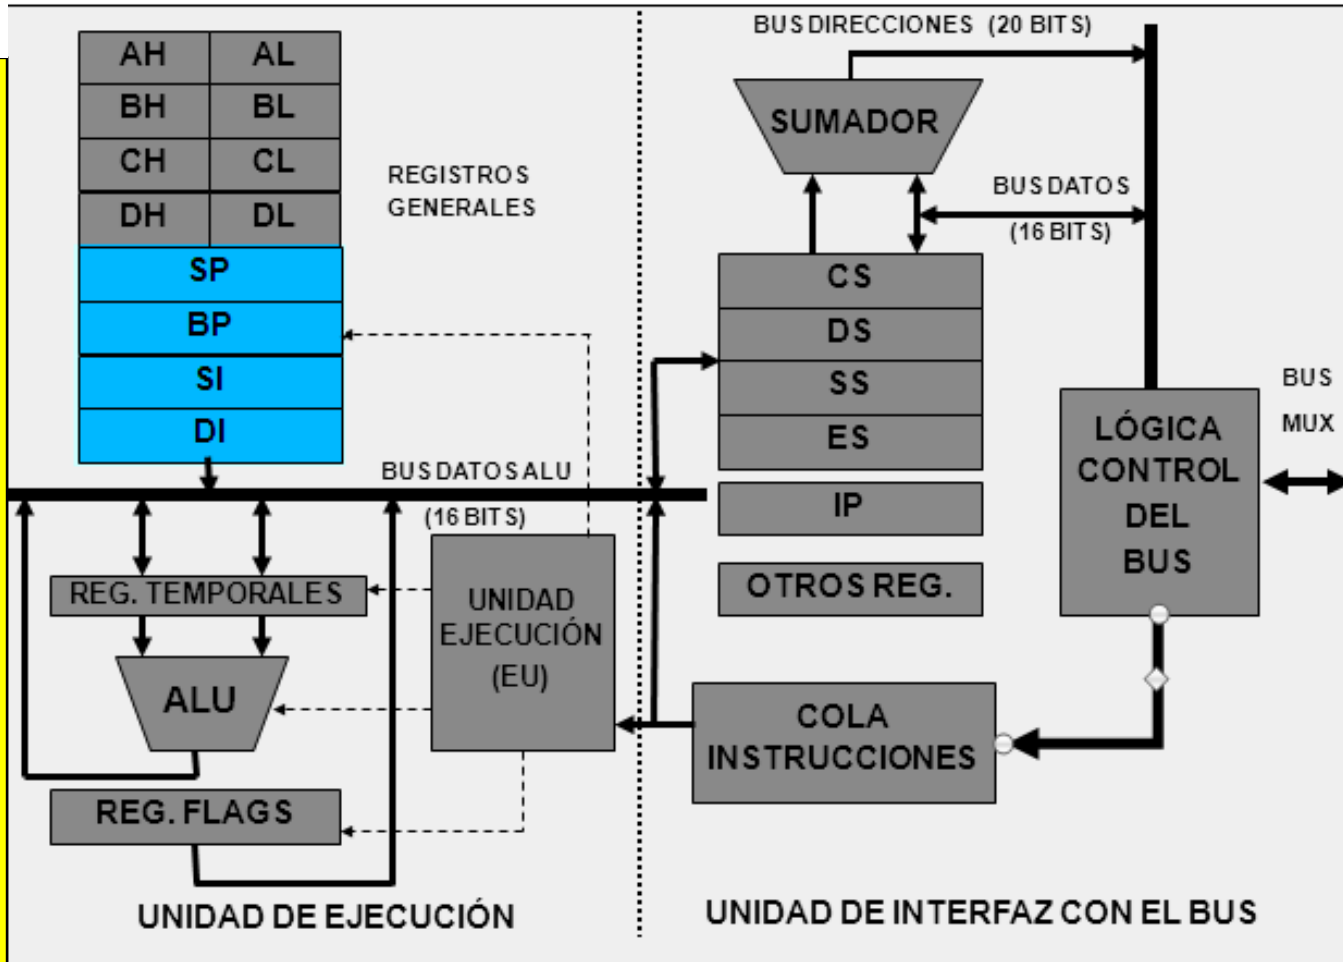 AH AL
BH BL
CH CL
DH DL
SP
BP
SI
DI
REGISTROS
GENERALES
BUS DATOS ALU
(16 BITS)
REG. TEMPORALES
ALU
REG. FLAGS
UNIDAD
EJECUCIÓN
(EU)
UNIDAD DE EJECUCIÓN
BUS DIRECCIONES (20 BITS)
SUMADOR
BUS DATOS
(16 BITS)
CS
DS
SS
ES
IP
OTROS REG.
COLA
INSTRUCCIONES
LÓGICA
CONTROL
DEL
BUS
BUS
MUX
UNIDAD DE INTERFAZ CON EL BUS